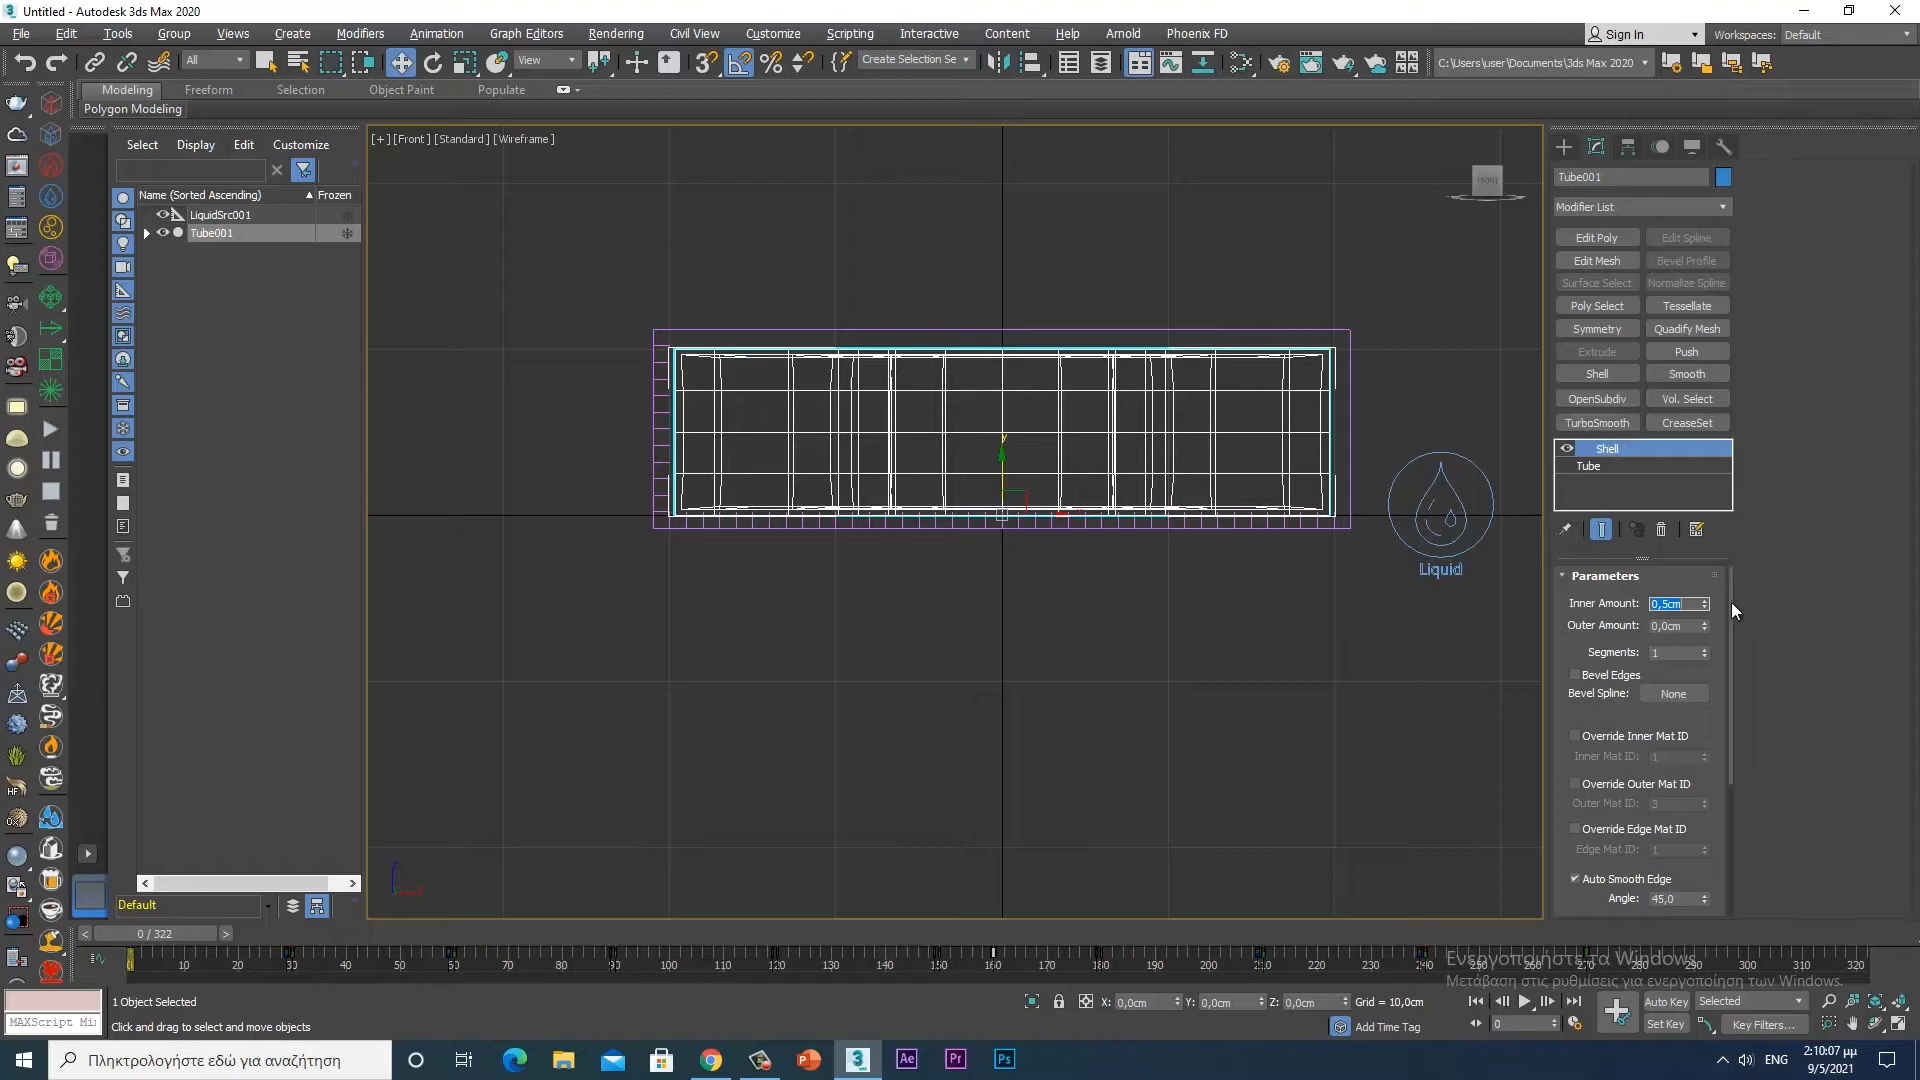 Untitled - Autodesk 3ds Max 2020
File Edit Tools Group Views Create Modifiers Animation Graph Editors Rendering Civil View Customize Scripting Interactive Content Help Arnold Phoenix FD
Sign In Workspaces: Default
All View Create Selection Se C:\Users\user\Documents\3ds Max 2020
Modeling Freeform Selection Object Paint Populate
Polygon Modeling
Select Display Edit Customize
Name (Sorted Ascending) Frozen
LiquidSrc001
Tube001
[+] [Front] [Standard] [Wireframe]
FRONT
y
Liquid
Tube001
Modifier List
Edit Poly Edit Spline
Edit Mesh Bevel Profile
Surface Select Normalize Spline
Poly Select Tessellate
Symmetry Quadify Mesh
Extrude Push
Shell Smooth
OpenSubdiv Vol. Select
TurboSmooth CreaseSet
Shell
Tube
Parameters
Inner Amount: 0,5cm
Outer Amount: 0,0cm
Segments: 1
Bevel Edges
Bevel Spline: None
Override Inner Mat ID
Inner Mat ID: 1
Override Outer Mat ID
Outer Mat ID: 3
Override Edge Mat ID
Edge Mat ID: 1
Auto Smooth Edge
Angle: 45,0
HF
Default
0 / 322
10 20 30 40 50 60 70 80 90 100 110 120 130 140 150 160 170 180 190 200 210 220 230 240 250 260 270 280 290 300 310 320
Ενεργοποιήστε τα Windows
Μετάβαση στις ρυθμίσεις για ενεργοποίηση των Windows.
1 Object Selected
X: 0,0cm Y: 0,0cm Z: 0,0cm Grid = 10,0cm
Auto Key Selected
MAXScript Mi
Click and drag to select and move objects
Add Time Tag
0
Set Key Key Filters...
Πληκτρολογήστε εδώ για αναζήτηση
Ae Pr Ps
ENG
2:10:07 μμ
9/5/2021